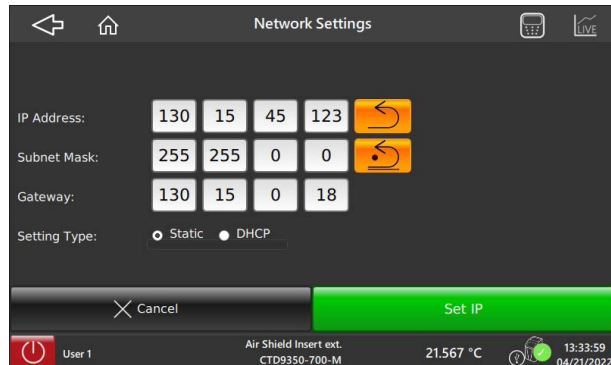 Network Settings
LIVE
IP Address: 130 15 45 123
Subnet Mask: 255 255 0 0
Gateway: 130 15 0 18
Setting Type: Static DHCP
Cancel Set IP
User 1 Air Shield Insert ext. 21.567 °C 13:33:59
CTD9350-700-M 04/21/2022